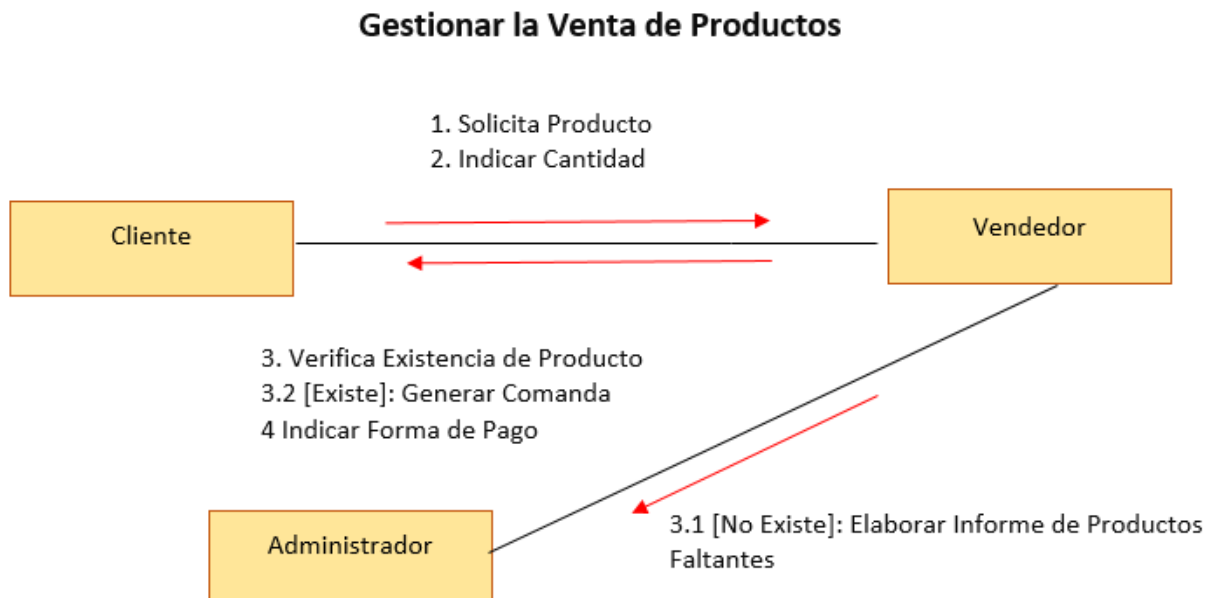 Gestionar la Venta de Productos
1. Solicita Producto
2. Indicar Cantidad
Cliente
Vendedor
3. Verifica Existencia de Producto
3.2 [Existe]: Generar Comanda
4 Indicar Forma de Pago
Administrador
3.1 [No Existe]: Elaborar Informe de Productos
Faltantes